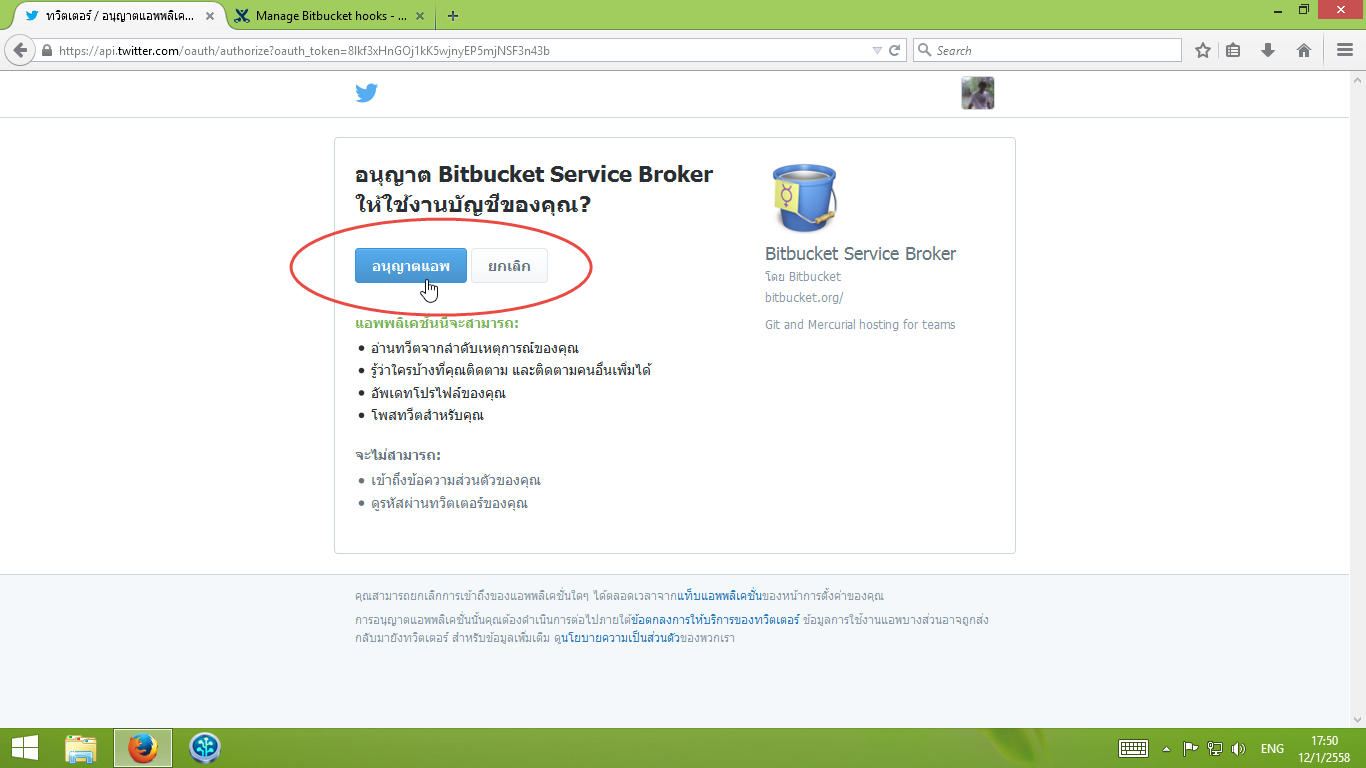 ทวิตเตอร์ / อนุญาตแอพพลิเค...
Manage Bitbucket hooks - ...
https://api.twitter.com/oauth/authorize?oauth_token=8lkf3xHnGOj1kK5wjnyEP5mjNSF3n43b
Search
อนุญาต Bitbucket Service Broker
ให้ใช้งานบัญชีของคุณ?
อนุญาตแอพ
ยกเลิก
แอพพลิเคชั่นนี้จะสามารถ:
อ่านทวีตจากลำดับเหตุการณ์ของคุณ
รู้ว่าใครบ้างที่คุณติดตาม และติดตามคนอื่นเพิ่มได้
อัพเดทโปรไฟล์ของคุณ
โพสทวีตสำหรับคุณ
จะไม่สามารถ:
เข้าถึงข้อความส่วนตัวของคุณ
ดูรหัสผ่านทวิตเตอร์ของคุณ
Bitbucket Service Broker
โดย Bitbucket
bitbucket.org/
Git and Mercurial hosting for teams
คุณสามารถยกเลิกการเข้าถึงของแอพพลิเคชั่นใดๆ ได้ตลอดเวลาจากแท็บแอพพลิเคชั่นของหน้าการตั้งค่าของคุณ
การอนุญาตแอพพลิเคชั่นนั้นคุณต้องดำเนินการต่อไปภายใต้ข้อตกลงการให้บริการของทวิตเตอร์ ข้อมูลการใช้งานแอพบางส่วนอาจถูกส่ง
กลับมายังทวิตเตอร์ สำหรับข้อมูลเพิ่มเติม ดูนโยบายความเป็นส่วนตัวของพวกเรา
ENG
17:50
12/1/2558